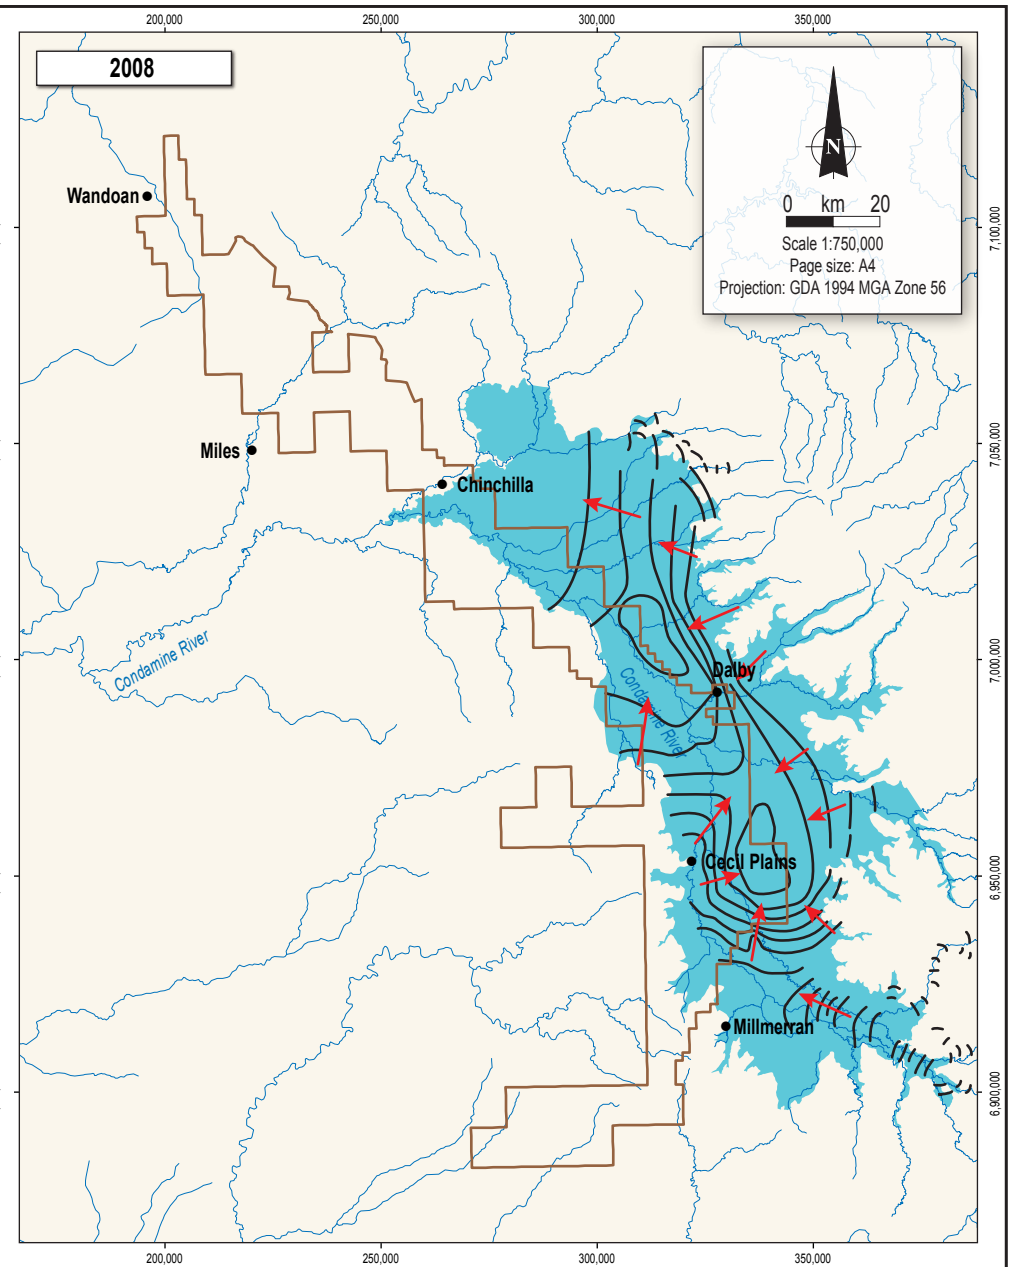 200,000 250,000 300,000 350,000
2008
N
0 km 20
Scale 1:750,000
Page size: A4
Projection: GDA 1994 MGA Zone 56
Wandoan
7,100,000
Miles
7,050,000
Chinchilla
Condamine River
7,000,000
Dalby
Condamine River
Cecil Plains
6,950,000
Millmerran
6,900,000
200,000 250,000 300,000 350,000